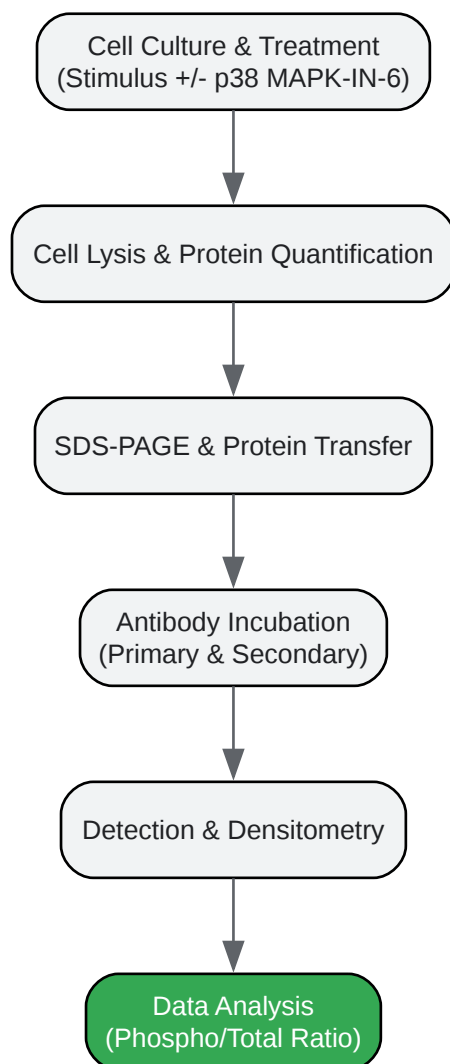 Cell Culture & Treatment
(Stimulus +/- p38 MAPK-IN-6)
Cell Lysis & Protein Quantification
SDS-PAGE & Protein Transfer
Antibody Incubation
(Primary & Secondary)
Detection & Densitometry
Data Analysis
(Phospho/Total Ratio)